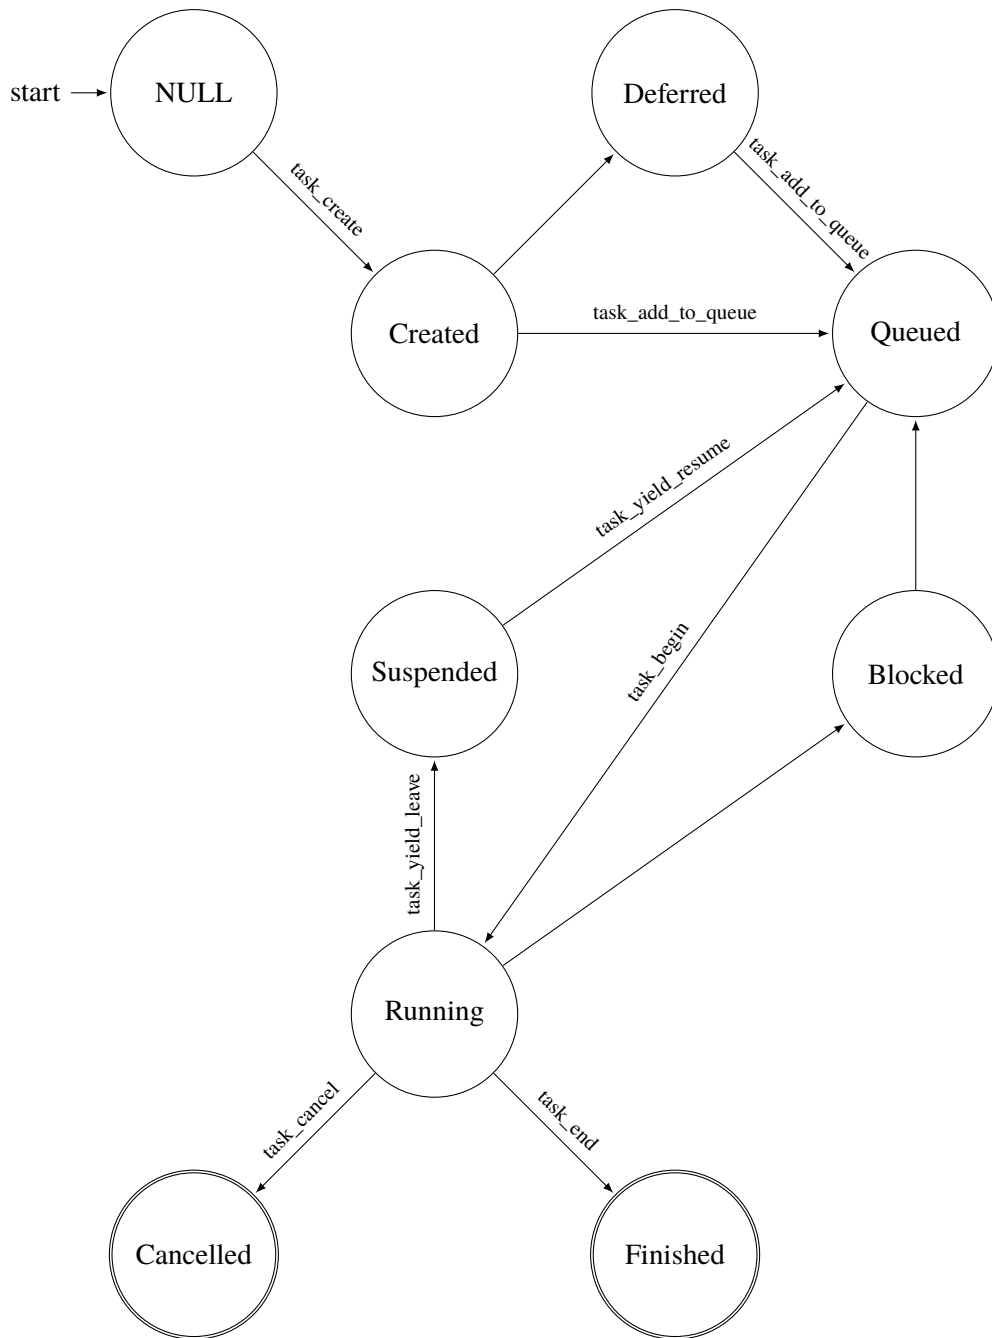 start
NULL
Deferred
task_create
task_add_to_queue
Created
task_add_to_queue
Queued
task_yield_resume
task_begin
Suspended
Blocked
task_yield_leave
Running
task_cancel
task_end
Cancelled
Finished